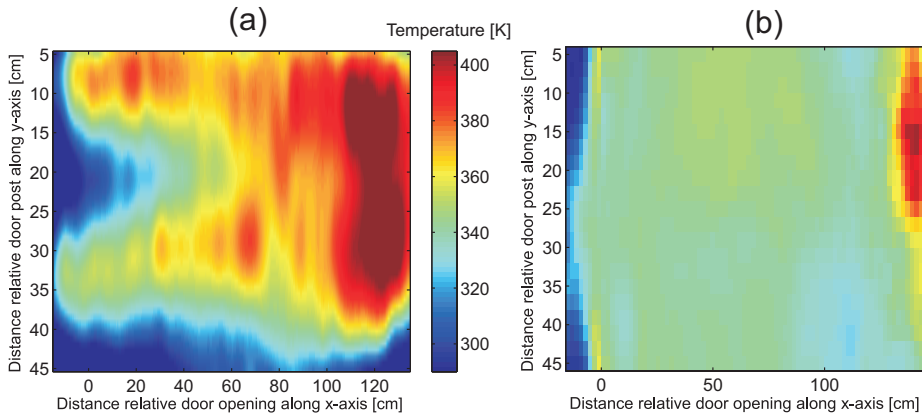 (a)
Temperature [K]
(b)
Distance relative door post along y-axis [cm]
5
10
15
20
25
30
35
40
45
0 20 40 60 80 100 120
Distance relative door opening along x-axis [cm]
400
380
360
340
320
300
Distance relative door post along y-axis [cm]
5
10
15
20
25
30
35
40
45
0 50 100
Distance relative door opening along x-axis [cm]